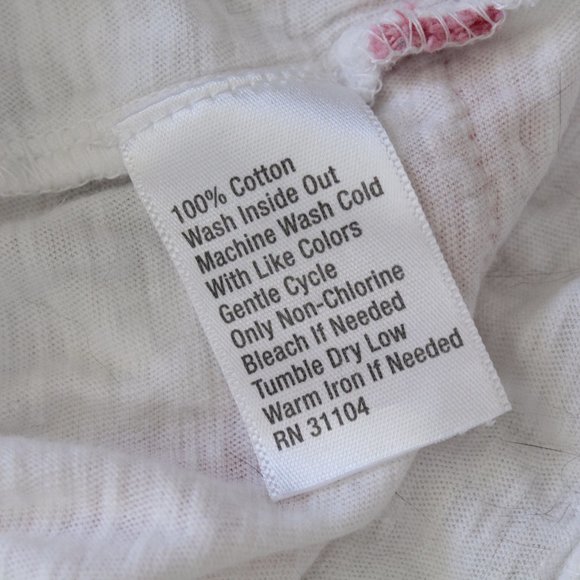 100% Cotton
Wash Inside Out
Machine Wash Cold
With Like Colors
Gentle Cycle
Only Non-Chlorine
Bleach If Needed
Tumble Dry Low
Warm Iron If Needed
RN 31104